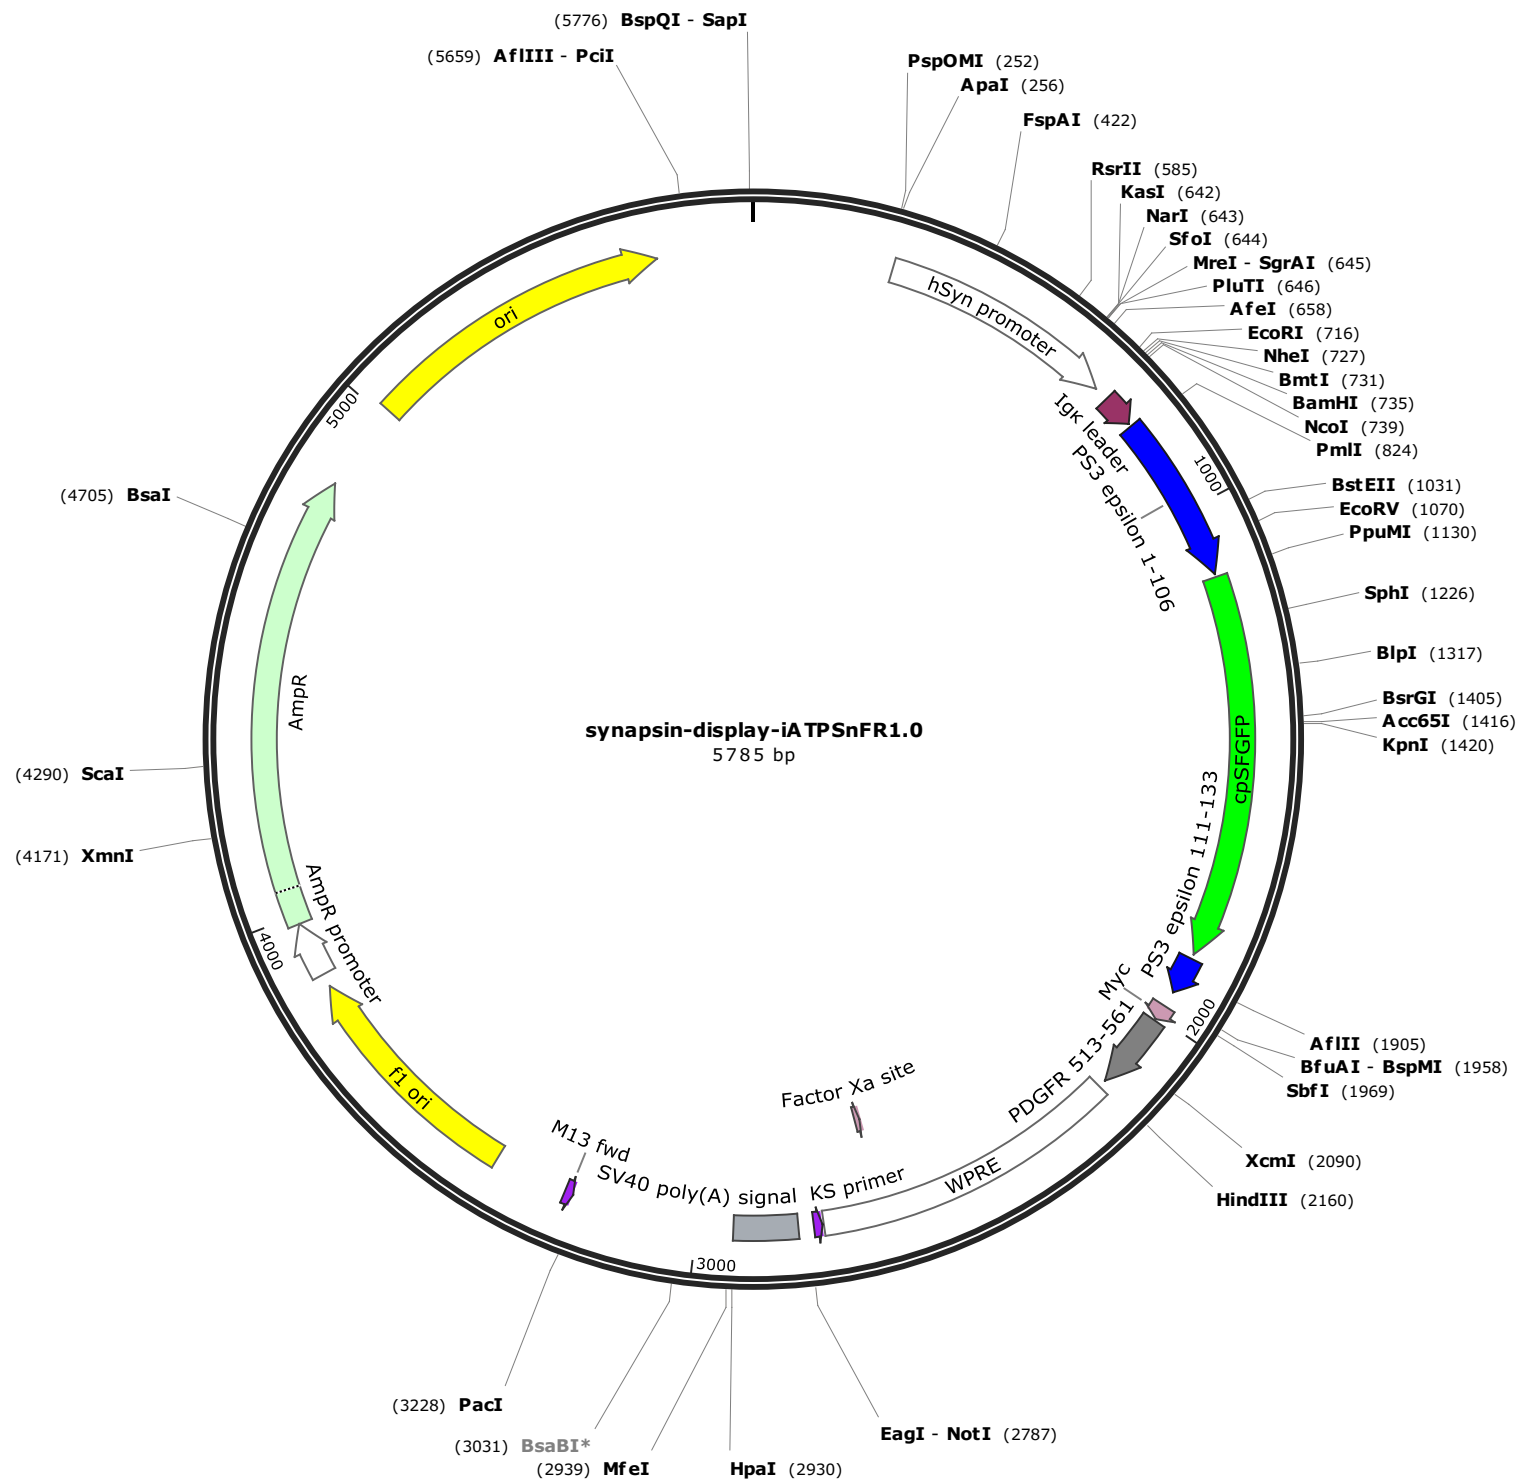 (5776) BspQI - SapI
(5659) AflIII - PciI
PspOMI (252)
ApaI (256)
FspAI (422)
RsrII (585)
KasI (642)
NarI (643)
SfoI (644)
MreI - SgrAI (645)
PluTI (646)
AfeI (658)
EcoRI (716)
NheI (727)
BmtI (731)
BamHI (735)
NcoI (739)
PmlI (824)
BstEII (1031)
EcoRV (1070)
PpuMI (1130)
SphI (1226)
BlpI (1317)
BsrGI (1405)
Acc65I (1416)
KpnI (1420)
AflII (1905)
BfuAI - BspMI (1958)
SbfI (1969)
XcmI (2090)
HindIII (2160)
EagI - NotI (2787)
HpaI (2930)
(2939) MfeI
(3031) BsaBI*
(3228) PacI
(4171) XmnI
(4290) ScaI
(4705) BsaI
synapsin-display-iATPSnFR1.0
5785 bp
hSyn promoter
Igκ leader
PS3 epsilon 1-106
1000
cpSFGFP
PS3 epsilon 111-133
Myc
2000
PDGFR 513-561
WPRE
Factor Xa site
KS primer
SV40 poly(A) signal
3000
M13 fwd
f1 ori
AmpR promoter
4000
AmpR
5000
ori